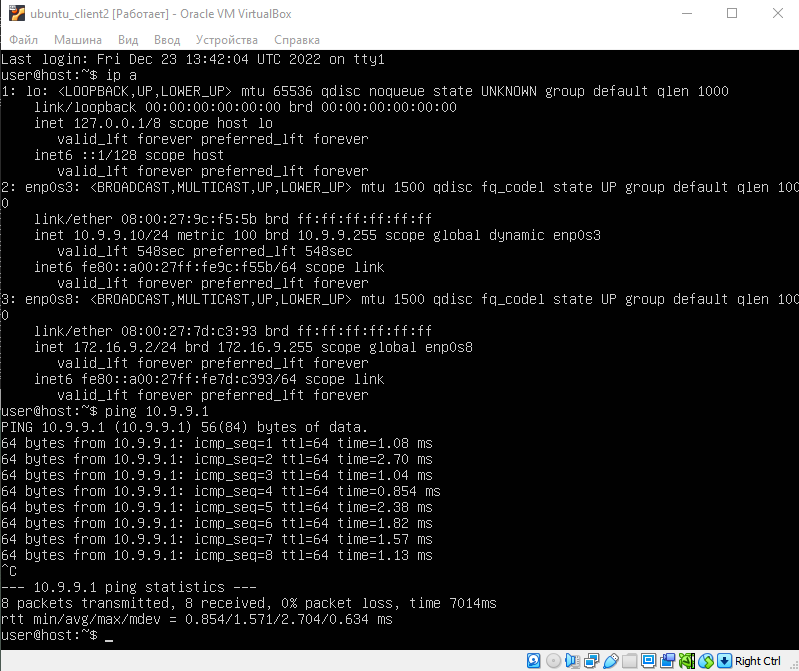 ubuntu_client2 [Работает] - Oracle VM VirtualBox
Файл Машина Вид Ввод Устройства Справка
Last login: Fri Dec 23 13:42:04 UTC 2022 on tty1
user@host:~$ ip a
1: lo: <LOOPBACK,UP,LOWER_UP> mtu 65536 qdisc noqueue state UNKNOWN group default qlen 1000
    link/loopback 00:00:00:00:00:00 brd 00:00:00:00:00:00
    inet 127.0.0.1/8 scope host lo
       valid_lft forever preferred_lft forever
    inet6 ::1/128 scope host
       valid_lft forever preferred_lft forever
2: enp0s3: <BROADCAST,MULTICAST,UP,LOWER_UP> mtu 1500 qdisc fq_codel state UP group default qlen 100
0
    link/ether 08:00:27:9c:f5:5b brd ff:ff:ff:ff:ff:ff
    inet 10.9.9.10/24 metric 100 brd 10.9.9.255 scope global dynamic enp0s3
       valid_lft 548sec preferred_lft 548sec
    inet6 fe80::a00:27ff:fe9c:f55b/64 scope link
       valid_lft forever preferred_lft forever
3: enp0s8: <BROADCAST,MULTICAST,UP,LOWER_UP> mtu 1500 qdisc fq_codel state UP group default qlen 100
0
    link/ether 08:00:27:7d:c3:93 brd ff:ff:ff:ff:ff:ff
    inet 172.16.9.2/24 brd 172.16.9.255 scope global enp0s8
       valid_lft forever preferred_lft forever
    inet6 fe80::a00:27ff:fe7d:c393/64 scope link
       valid_lft forever preferred_lft forever
user@host:~$ ping 10.9.9.1
PING 10.9.9.1 (10.9.9.1) 56(84) bytes of data.
64 bytes from 10.9.9.1: icmp_seq=1 ttl=64 time=1.08 ms
64 bytes from 10.9.9.1: icmp_seq=2 ttl=64 time=2.70 ms
64 bytes from 10.9.9.1: icmp_seq=3 ttl=64 time=1.04 ms
64 bytes from 10.9.9.1: icmp_seq=4 ttl=64 time=0.854 ms
64 bytes from 10.9.9.1: icmp_seq=5 ttl=64 time=2.38 ms
64 bytes from 10.9.9.1: icmp_seq=6 ttl=64 time=1.82 ms
64 bytes from 10.9.9.1: icmp_seq=7 ttl=64 time=1.57 ms
64 bytes from 10.9.9.1: icmp_seq=8 ttl=64 time=1.13 ms
^C
--- 10.9.9.1 ping statistics ---
8 packets transmitted, 8 received, 0% packet loss, time 7014ms
rtt min/avg/max/mdev = 0.854/1.571/2.704/0.634 ms
user@host:~$ _
Right Ctrl